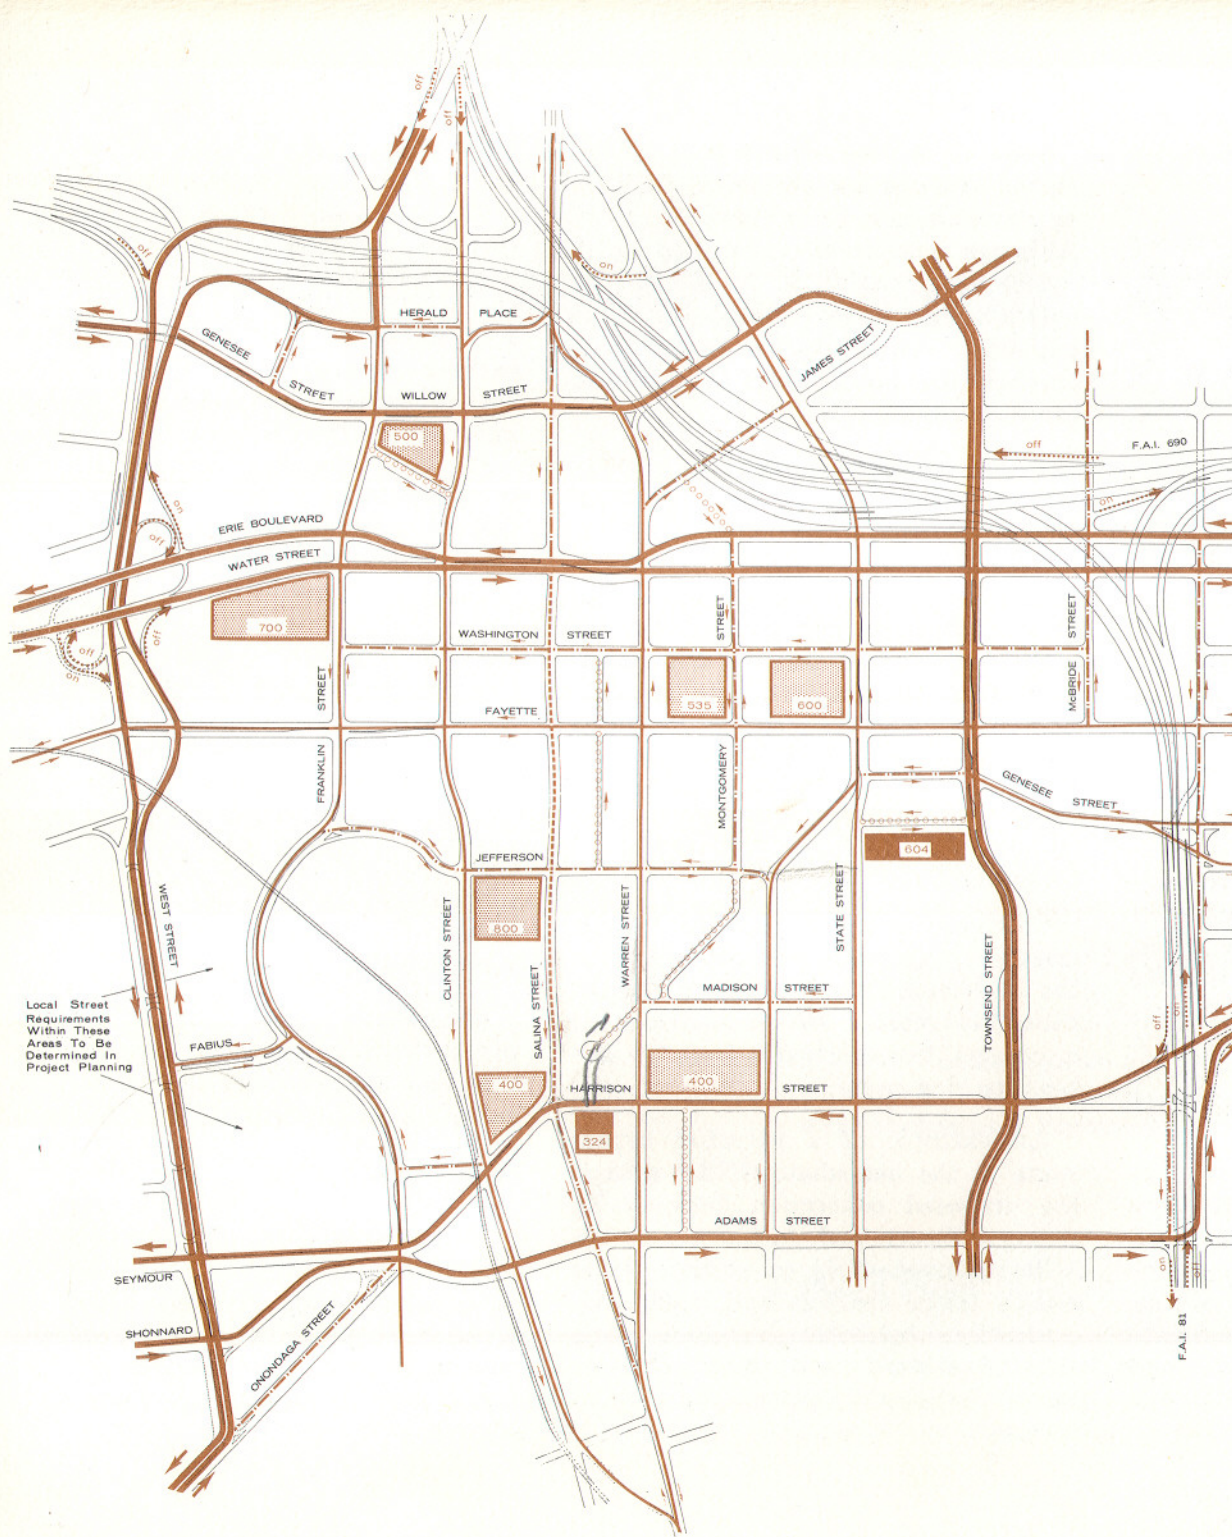 off
off
off
on
HERALD PLACE
GENESEE
STRFET
WILLOW STREET
JAMES STREET
500
off
F.A.I. 690
on
on
ERIE BOULEVARD
off
WATER STREET
700
off
off
on
WASHINGTON STREET
STREET
STREET
STREET
McBRIDE
535
600
FAYETTE
FRANKLIN
MONTGOMERY
GENESEE STREET
604
JEFFERSON
800
WEST STREET
CLINTON STREET
WARREN STREET
STATE STREET
SALINA STREET
TOWNSEND STREET
MADISON STREET
Local Street
Requirements
Within These
Areas To Be
Determined In
Project Planning
FABIUS
off
on
400
HARRISON STREET
400
324
ADAMS STREET
SEYMOUR
on
off
SHONNARD
ONONDAGA STREET
F.A.I. 81